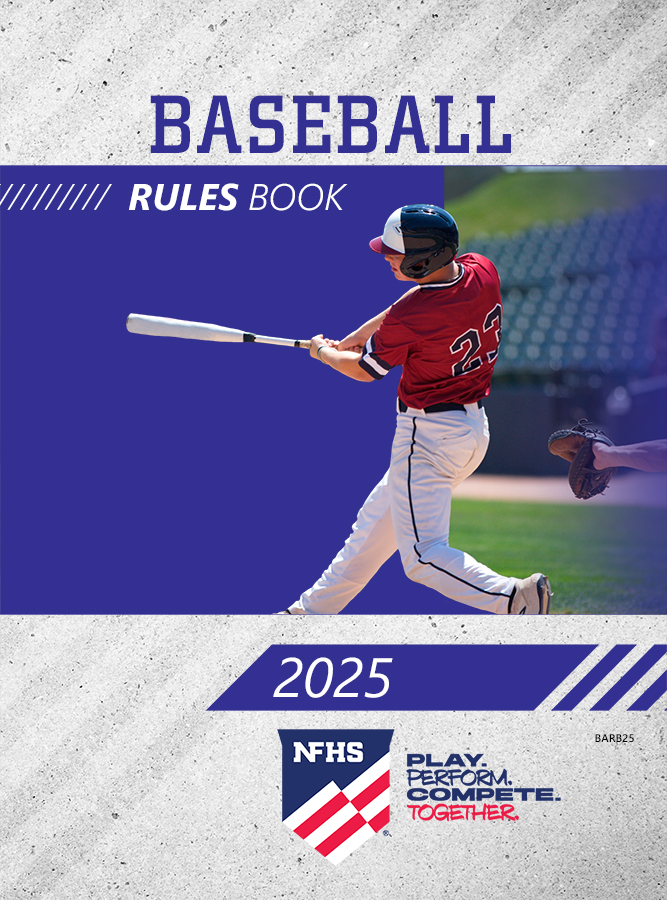 BASEBALL
RULES BOOK
23
2025
BARB25
NFHS
®
PLAY.
PERFORM.
COMPETE.
TOGETHER.